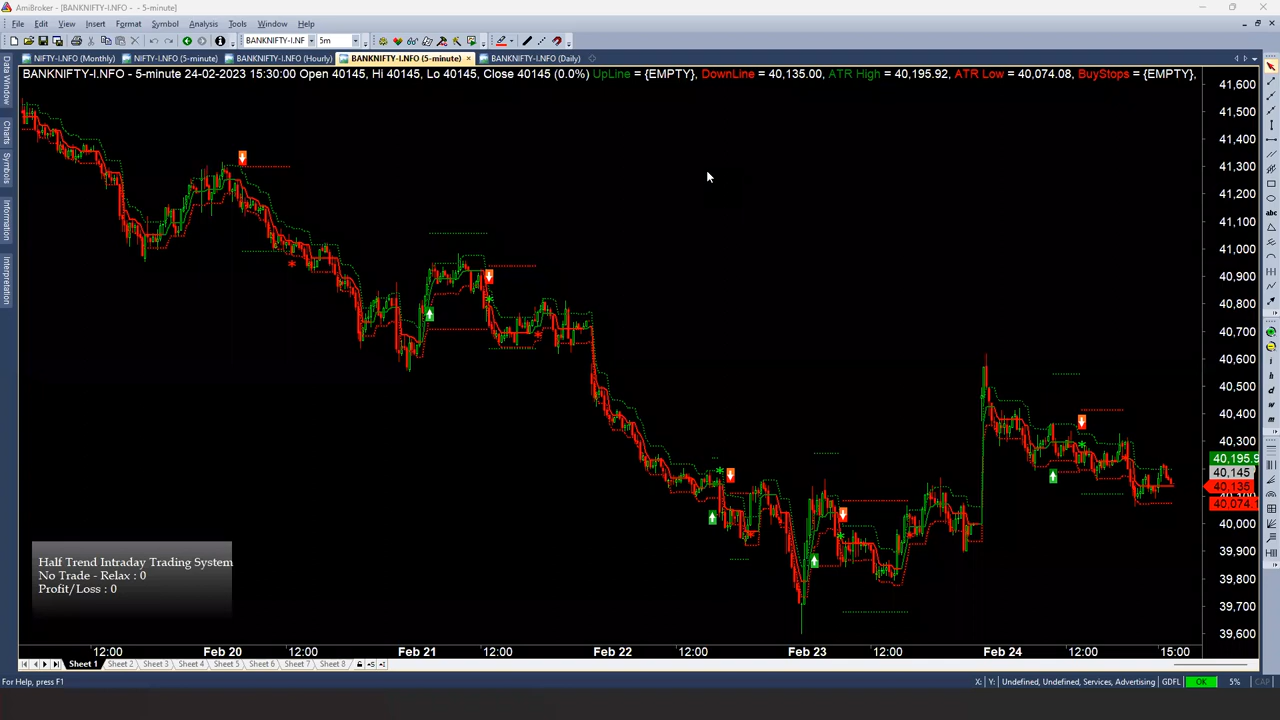 AmiBroker - [BANKNIFTY-I.NFO - 5-minute]
File Edit View Insert Format Symbol Analysis Tools Window Help
BANKNIFTY-I.NF 5m
NIFTY-I.NFO (Monthly) NIFTY-I.NFO (5-minute) BANKNIFTY-I.NFO (Hourly) BANKNIFTY-I.NFO (5-minute) BANKNIFTY-I.NFO (Daily)
BANKNIFTY-I.NFO - 5-minute 24-02-2023 15:30:00 Open 40145, Hi 40145, Lo 40145, Close 40145 (0.0%) UpLine = {EMPTY}, DownLine = 40,135.00, ATR High = 40,195.92, ATR Low = 40,074.08, BuyStops = {EMPTY},
Data Window
Charts
Symbols
Information
Interpretation
41,600
41,500
41,400
41,300
41,200
41,100
41,000
40,900
40,800
40,700
40,600
40,500
40,400
40,300
40,195.9
40,145
40,135
40,074.
40,000
39,900
39,800
39,700
39,600
abc
i
h
d
w
m
Half Trend Intraday Trading System
No Trade - Relax : 0
Profit/Loss : 0
12:00 Feb 20 12:00 Feb 21 12:00 Feb 22 12:00 Feb 23 12:00 Feb 24 12:00 15:00
Sheet 1 Sheet 2 Sheet 3 Sheet 4 Sheet 5 Sheet 6 Sheet 7 Sheet 8
For Help, press F1 X: Y: Undefined, Undefined, Services, Advertising GDFL OK 5% CAP